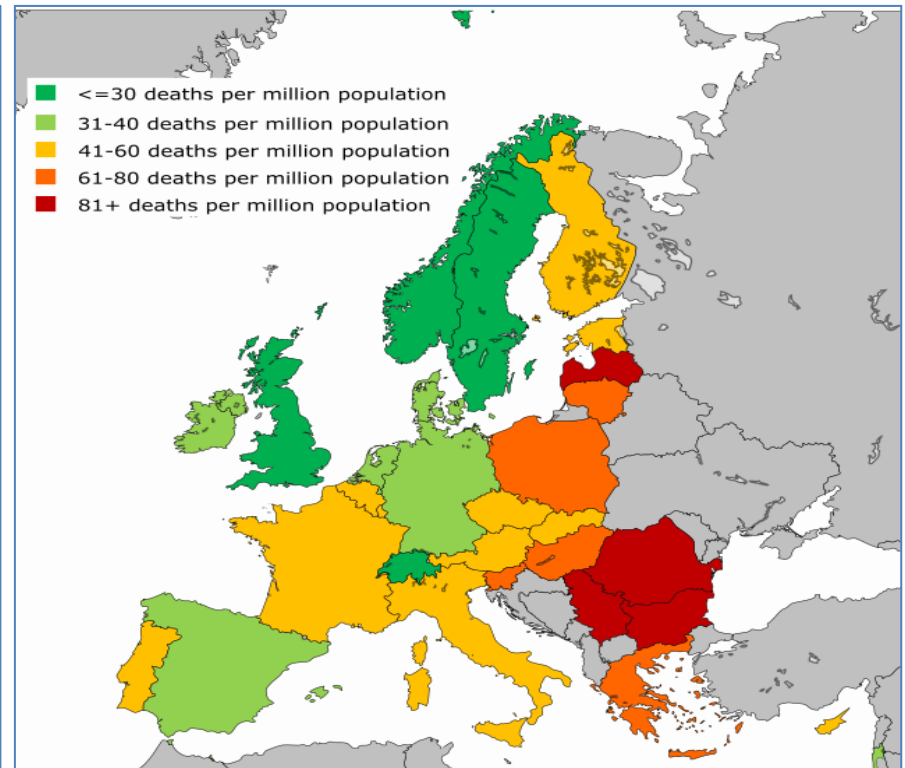 <=30 deaths per million population
31-40 deaths per million population
41-60 deaths per million population
61-80 deaths per million population
81+ deaths per million population